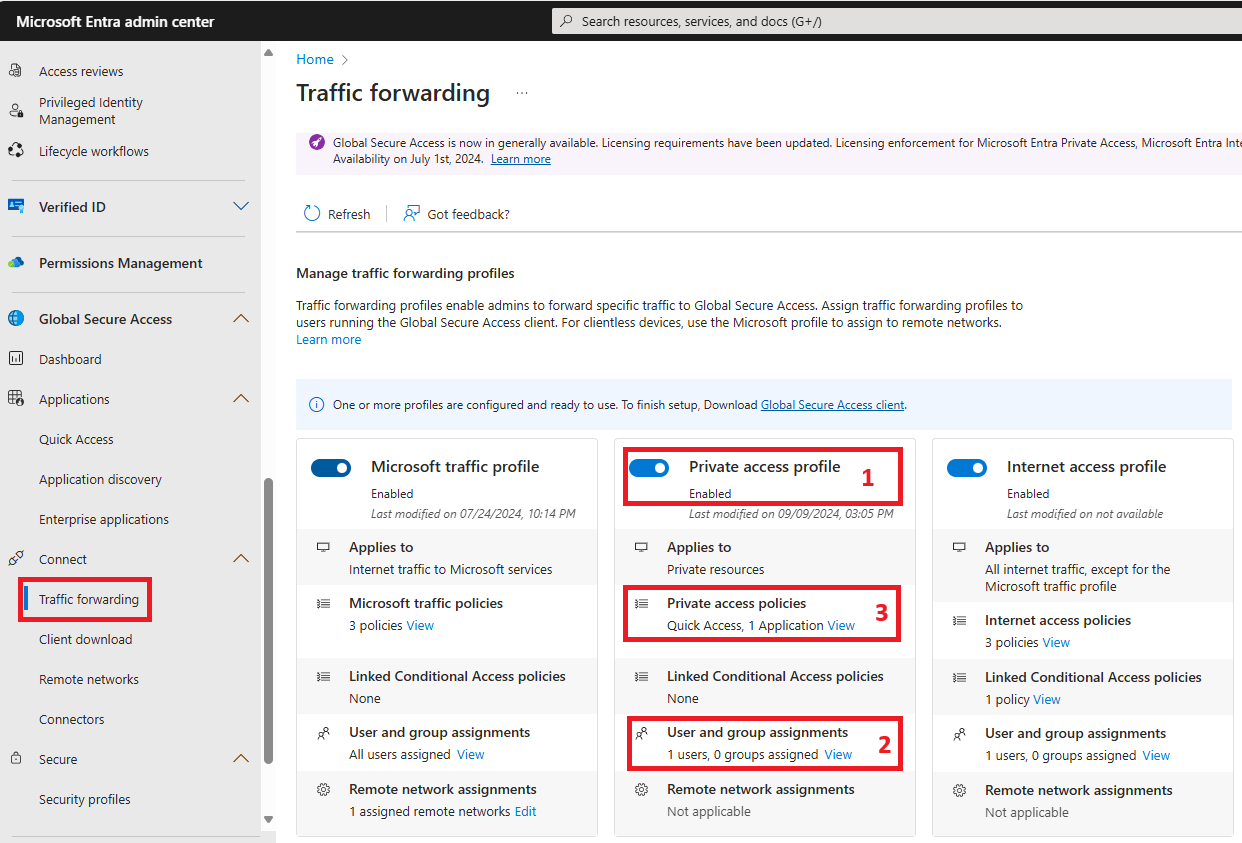 Microsoft Entra admin center
Search resources, services, and docs (G+/)
Access reviews
Privileged Identity
Management
Lifecycle workflows
Verified ID
Permissions Management
Global Secure Access
Dashboard
Applications
Quick Access
Application discovery
Enterprise applications
Connect
Traffic forwarding
Client download
Remote networks
Connectors
Secure
Security profiles
Home
Traffic forwarding
...
Global Secure Access is now in generally available. Licensing requirements have been updated. Licensing enforcement for Microsoft Entra Private Access, Microsoft Entra Inte
Availability on July 1st, 2024. Learn more
Refresh
Got feedback?
Manage traffic forwarding profiles
Traffic forwarding profiles enable admins to forward specific traffic to Global Secure Access. Assign traffic forwarding profiles to
users running the Global Secure Access client. For clientless devices, use the Microsoft profile to assign to remote networks.
Learn more
One or more profiles are configured and ready to use. To finish setup, Download Global Secure Access client.
Microsoft traffic profile
Enabled
Last modified on 07/24/2024, 10:14 PM
Applies to
Internet traffic to Microsoft services
Microsoft traffic policies
3 policies View
Linked Conditional Access policies
None
User and group assignments
All users assigned View
Remote network assignments
1 assigned remote networks Edit
Private access profile
1
Enabled
Last modified on 09/09/2024, 03:05 PM
Applies to
Private resources
Private access policies
3
Quick Access, 1 Application View
Linked Conditional Access policies
None
User and group assignments
2
1 users, 0 groups assigned View
Remote network assignments
Not applicable
Internet access profile
Enabled
Last modified on not available
Applies to
All internet traffic, except for the
Microsoft traffic profile
Internet access policies
3 policies View
Linked Conditional Access policies
1 policy View
User and group assignments
1 users, 0 groups assigned View
Remote network assignments
Not applicable